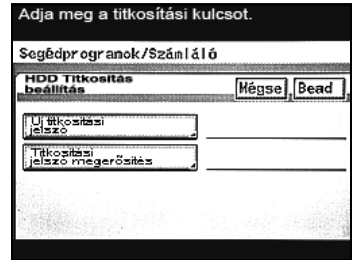 Adja meg a titkosítási kulcsot.
Segédprogramok/Számláló
HDD Titkosítás
beállítás
Mégse
Bead
Új titkosítási
jelszó
Titkosítási
jelszó megerősítés